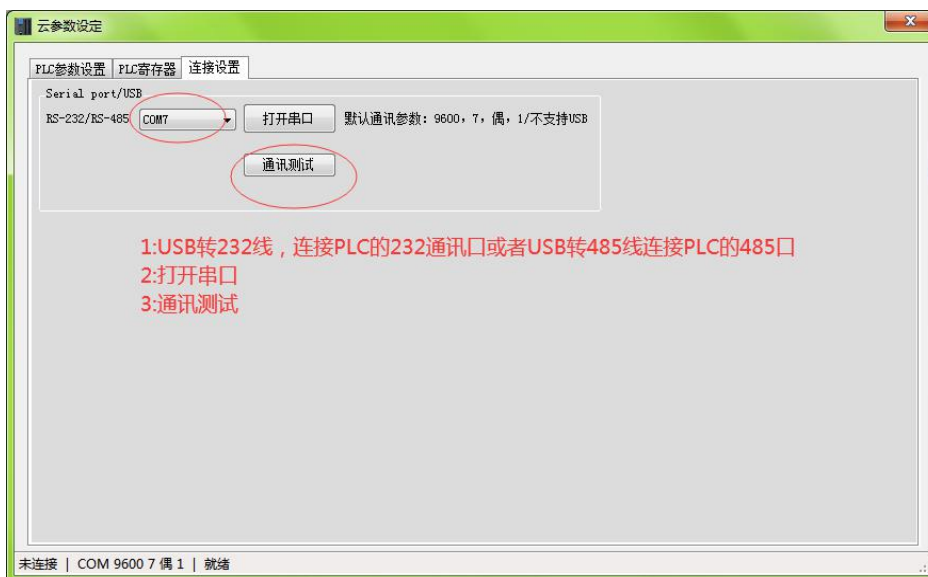 云参数设定
x
PLC参数设置 PLC寄存器 连接设置
Serial port/USB
RS-232/RS-485 COM7 打开串口 默认通讯参数：9600，7，偶，1/不支持USB
通讯测试
1:USB转232线，连接PLC的232通讯口或者USB转485线连接PLC的485口
2:打开串口
3:通讯测试
未连接 | COM 9600 7 偶 1 | 就绪